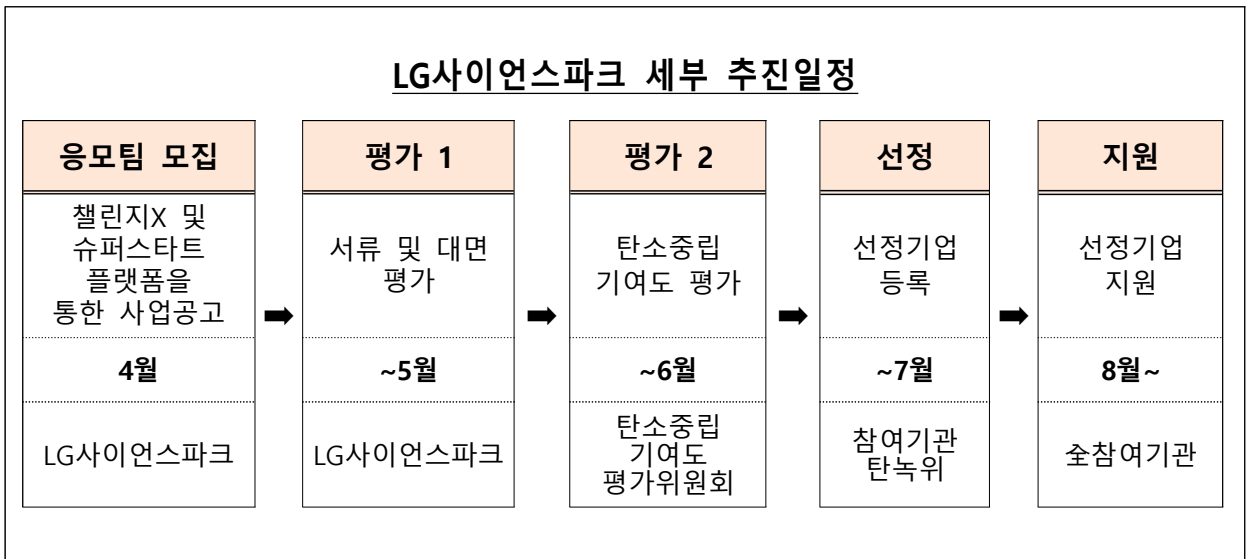 LG사이언스파크 세부 추진일정
응모팀 모집
평가 1
평가 2
선정
지원
챌린지X 및
슈퍼스타트
플랫폼을
통한 사업공고
서류 및 대면
평가
탄소중립
기여도 평가
선정기업
등록
선정기업
지원
4월
~5월
~6월
~7월
8월~
LG사이언스파크
LG사이언스파크
탄소중립
기여도
평가위원회
참여기관
탄녹위
全참여기관